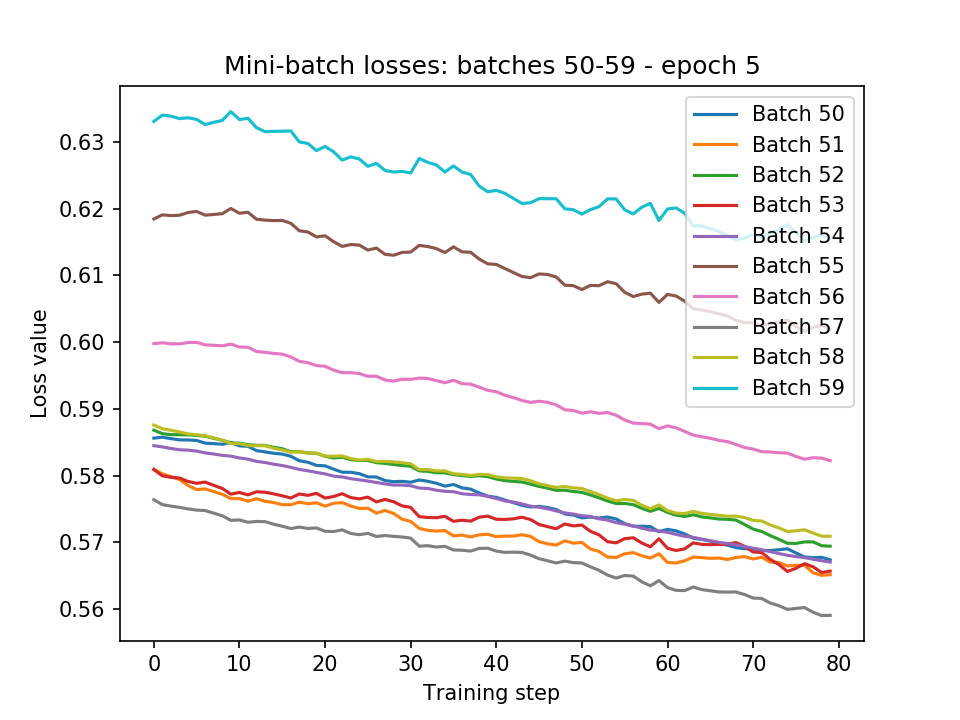 Mini-batch losses: batches 50-59 - epoch 5
Loss value
0.63
0.62
0.61
0.60
0.59
0.58
0.57
0.56
Batch 50
Batch 51
Batch 52
Batch 53
Batch 54
Batch 55
Batch 56
Batch 57
Batch 58
Batch 59
0 10 20 30 40 50 60 70 80
Training step